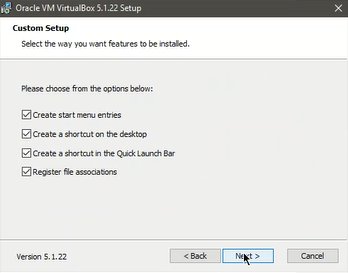 Oracle VM VirtualBox 5.1.22 Setup
Custom Setup
Select the way you want features to be installed.
Please choose from the options below:
Create start menu entries
Create a shortcut on the desktop
Create a shortcut in the Quick Launch Bar
Register file associations
Version 5.1.22
< Back
Next >
Cancel